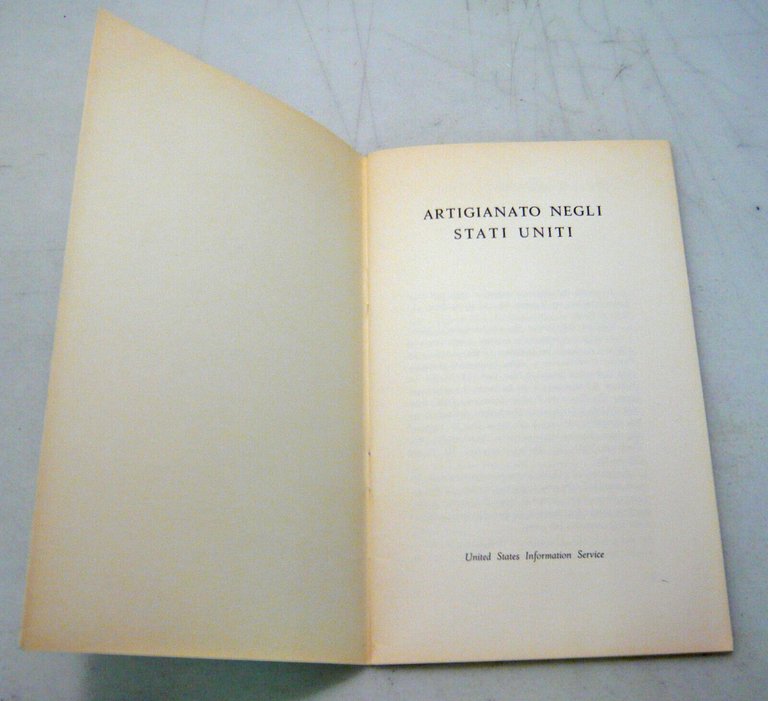 ARTIGIANATO NEGLI
STATI UNITI
United States Information Service